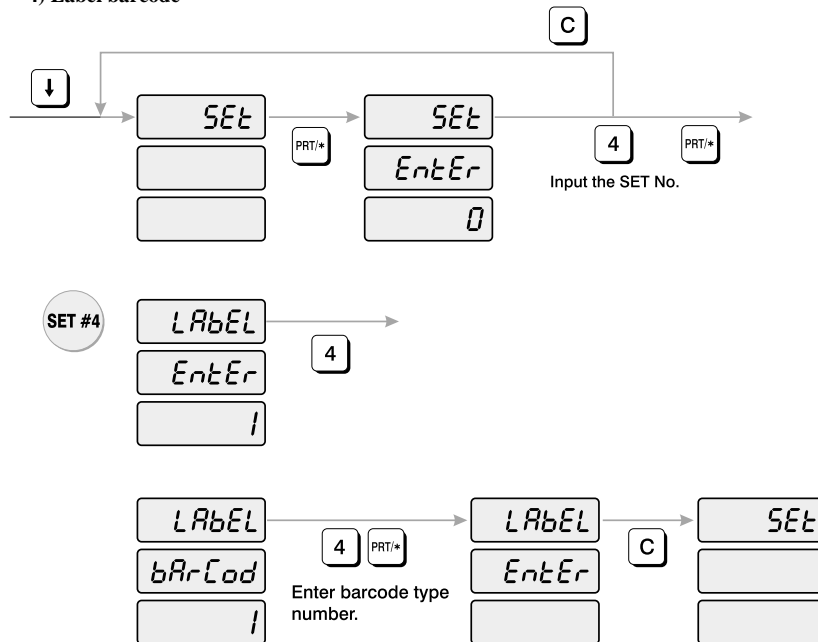 4) Label barcode
C
↓
SEt
SEt
PRT/*
EntEr
4
PRT/*
Input the SET No.
0
SET #4
LAbEL
4
EntEr
1
LAbEL
LAbEL
SEt
4
PRT/*
C
bArCod
EntEr
Enter barcode type
number.
1